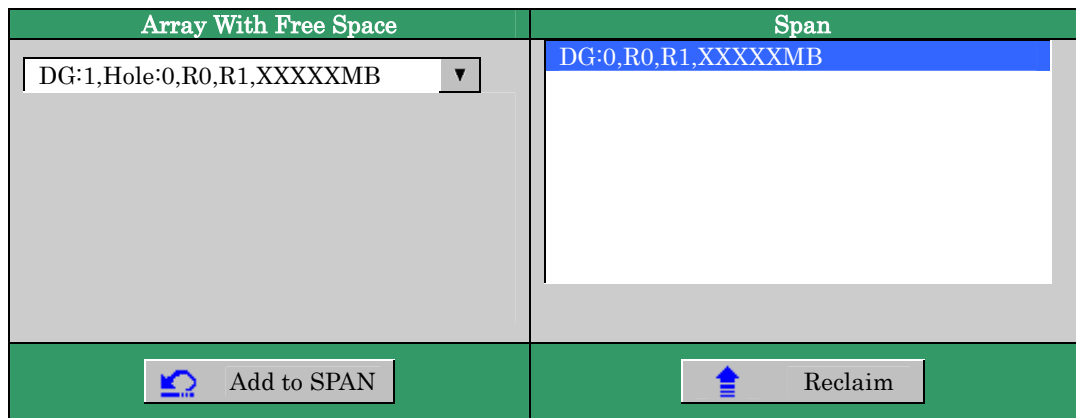 Array With Free Space
Span
DG:1,Hole:0,R0,R1,XXXXXMB
DG:0,R0,R1,XXXXXMB
Add to SPAN
Reclaim